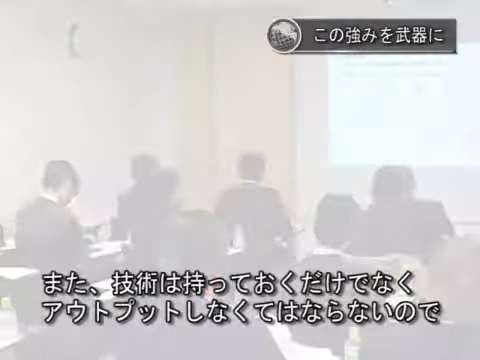 この強みを武器に
また、技術は持っておくだけでなく
アウトプットしなくてはならないので